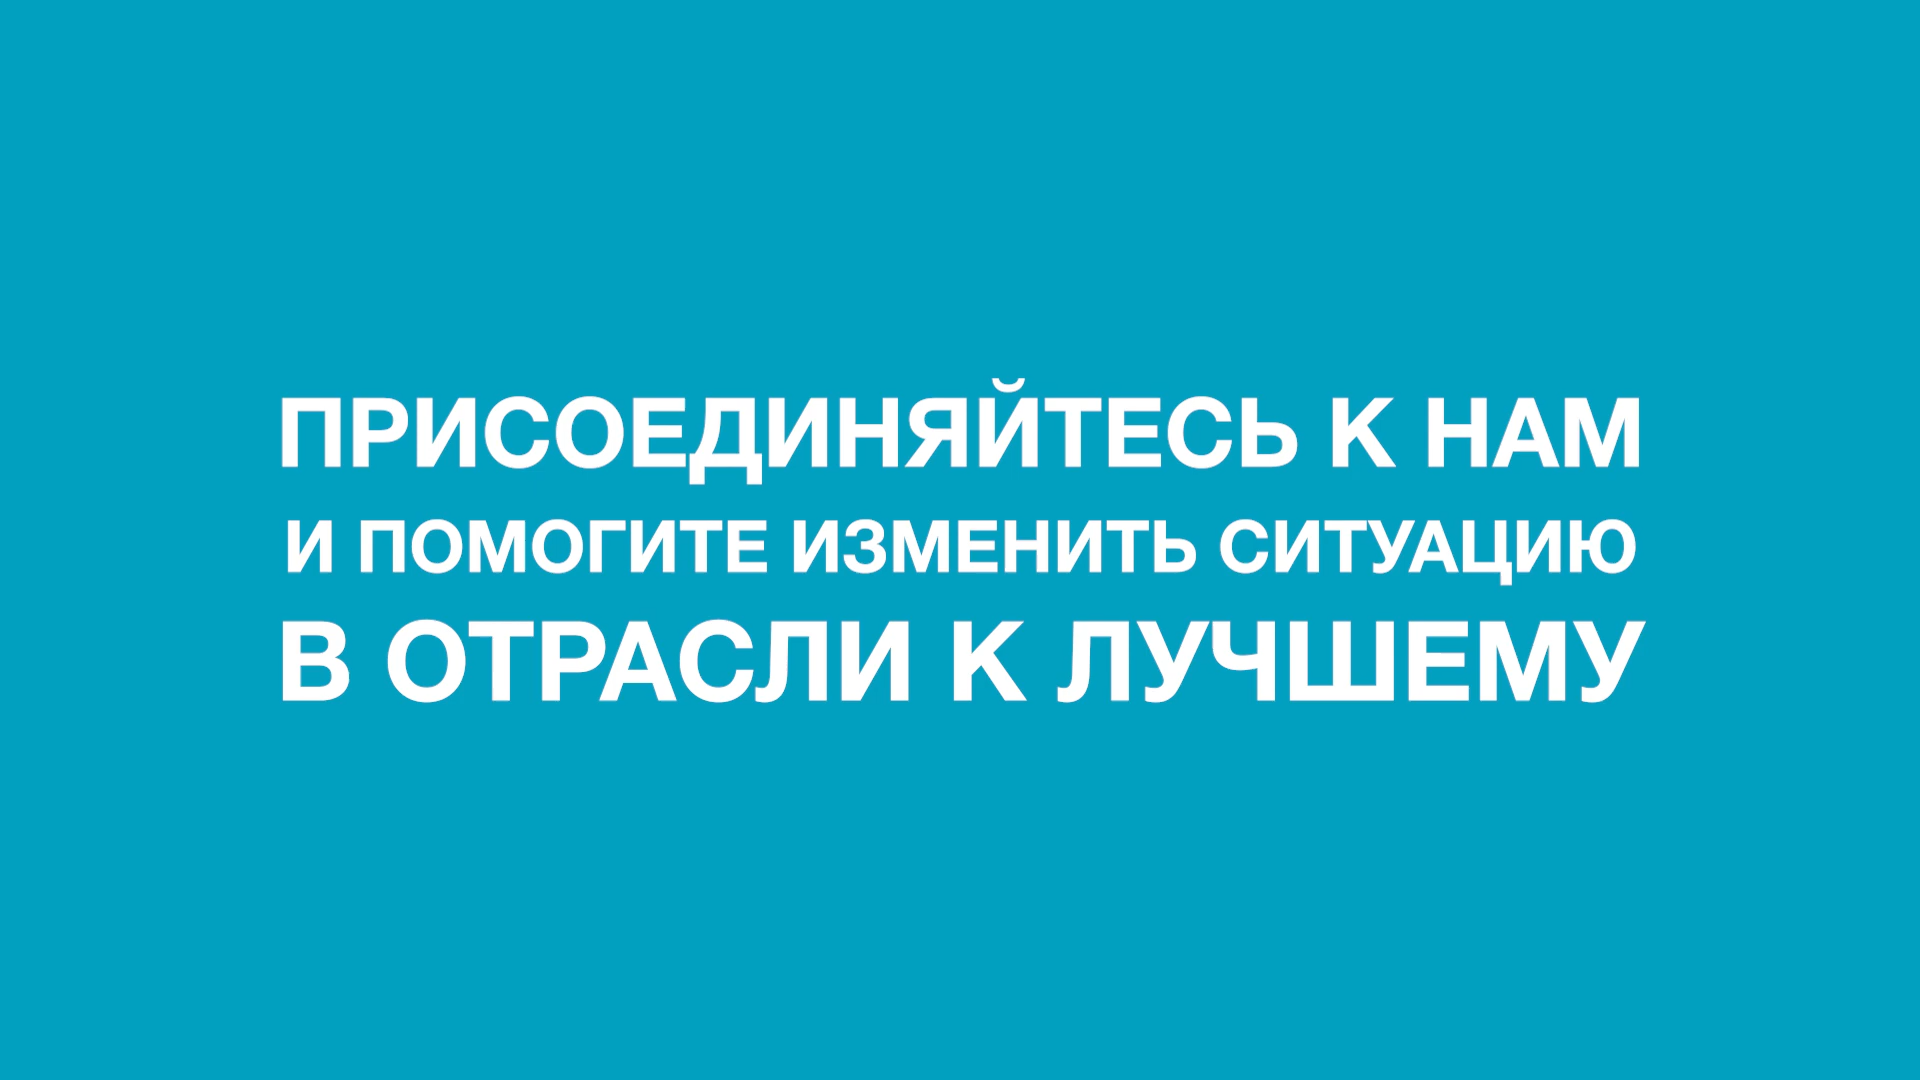 ПРИСОЕДИНЯЙТЕСЬ К НАМ
И ПОМОГИТЕ ИЗМЕНИТЬ СИТУАЦИЮ
В ОТРАСЛИ К ЛУЧШЕМУ